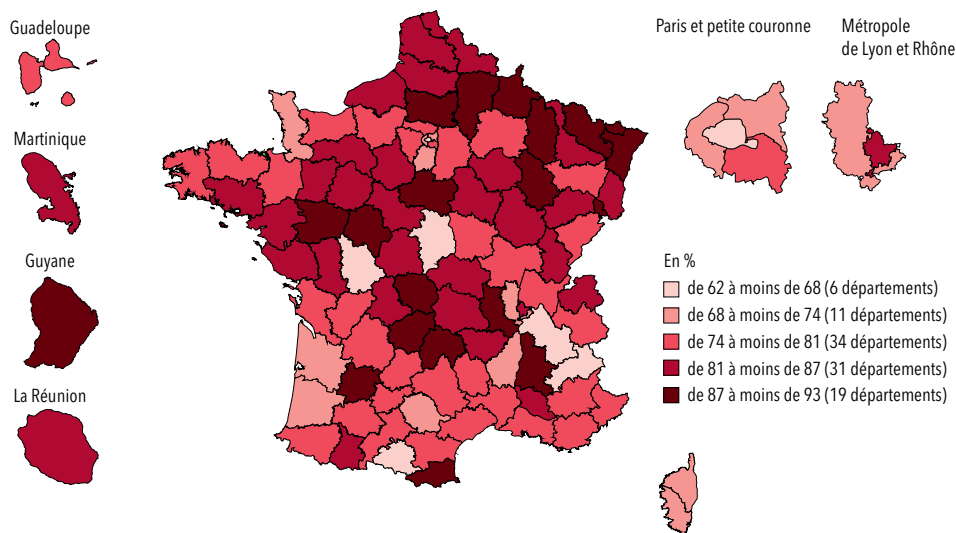 Guadeloupe
Martinique
Guyane
La Réunion
Paris et petite couronne
Métropole
de Lyon et Rhône
En %
de 62 à moins de 68 (6 départements)
de 68 à moins de 74 (11 départements)
de 74 à moins de 81 (34 départements)
de 81 à moins de 87 (31 départements)
de 87 à moins de 93 (19 départements)